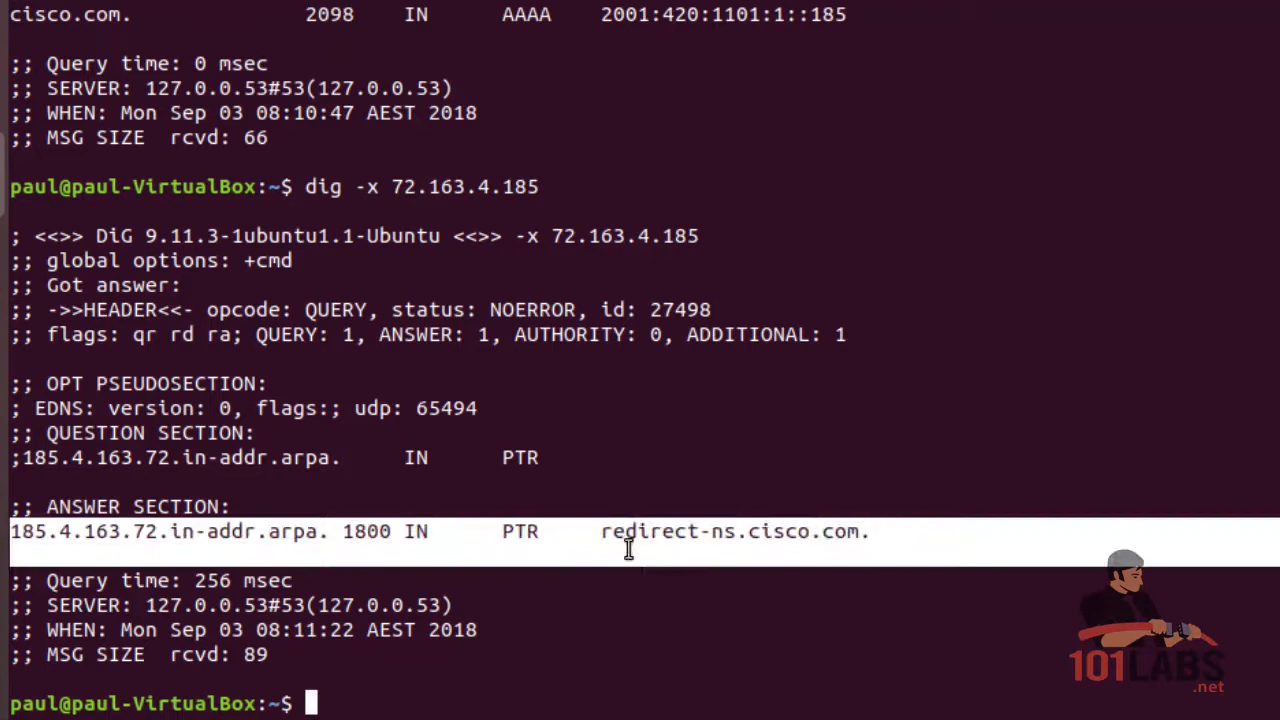 cisco.com. 2098 IN AAAA 2001:420:1101:1::185
;; Query time: 0 msec
;; SERVER: 127.0.0.53#53(127.0.0.53)
;; WHEN: Mon Sep 03 08:10:47 AEST 2018
;; MSG SIZE rcvd: 66
paul@paul-VirtualBox:~$ dig -x 72.163.4.185
; <<>> DiG 9.11.3-1ubuntu1.1-Ubuntu <<>> -x 72.163.4.185
;; global options: +cmd
;; Got answer:
;; ->>HEADER<<- opcode: QUERY, status: NOERROR, id: 27498
;; flags: qr rd ra; QUERY: 1, ANSWER: 1, AUTHORITY: 0, ADDITIONAL: 1
;; OPT PSEUDOSECTION:
; EDNS: version: 0, flags:; udp: 65494
;; QUESTION SECTION:
;185.4.163.72.in-addr.arpa. IN PTR
;; ANSWER SECTION:
185.4.163.72.in-addr.arpa. 1800 IN PTR redirect-ns.cisco.com.
;; Query time: 256 msec
;; SERVER: 127.0.0.53#53(127.0.0.53)
;; WHEN: Mon Sep 03 08:11:22 AEST 2018
;; MSG SIZE rcvd: 89
paul@paul-VirtualBox:~$
101LABS
.net